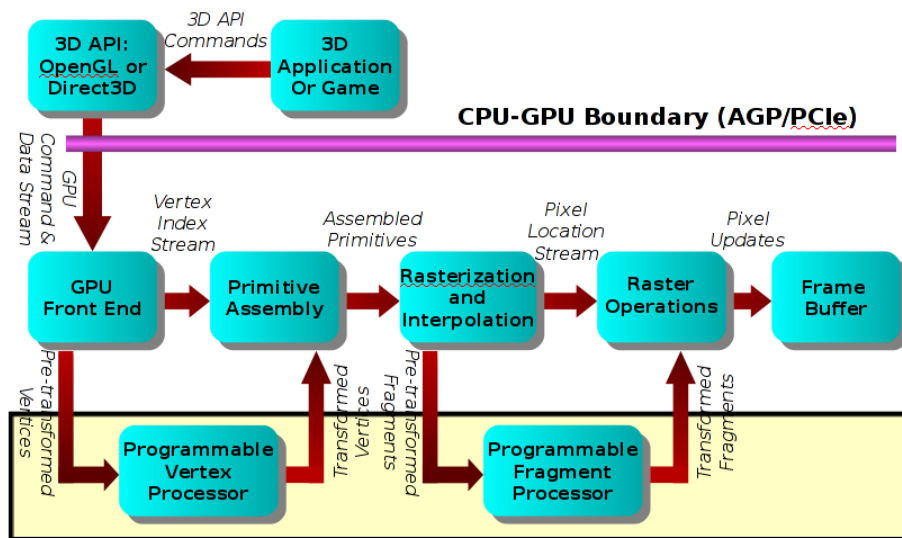 3D API
Commands
3D API:
OpenGL or
Direct3D
3D
Application
Or Game
CPU-GPU Boundary (AGP/PCIe)
GPU
Command &
Data Stream
Vertex
Index
Stream
Assembled
Primitives
Pixel
Location
Stream
Pixel
Updates
GPU
Front End
Primitive
Assembly
Rasterization
and
Interpolation
Raster
Operations
Frame
Buffer
Pre-transformed
Vertices
Transformed
Vertices
Pre-transformed
Fragments
Transformed
Fragments
Programmable
Vertex
Processor
Programmable
Fragment
Processor